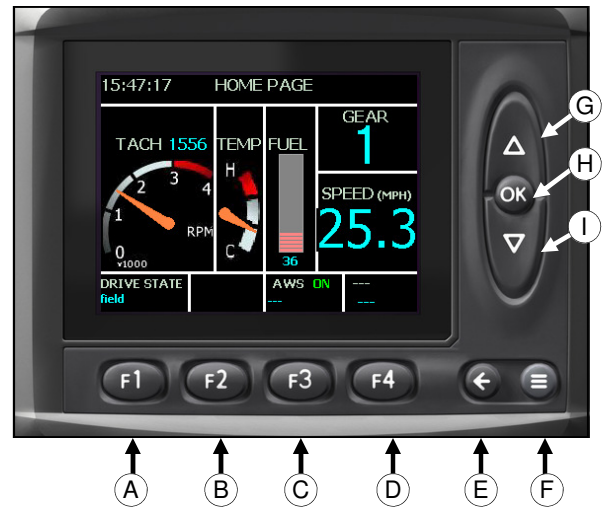 15:47:17 HOME PAGE
TACH 1556 TEMP FUEL GEAR
1
0 1 2 3 4
x1000
RPM
H
C
36
SPEED (MPH)
25.3
DRIVE STATE
field
AWS ON
---
---
---
OK
F1 F2 F3 F4
G
H
I
A B C D E F